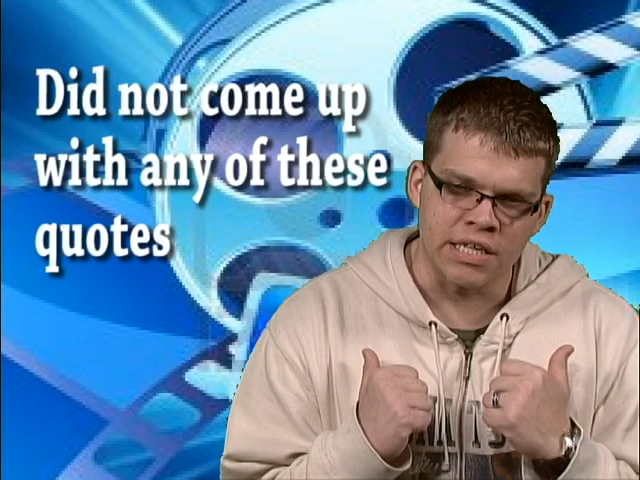 Did not come up
with any of these
quotes